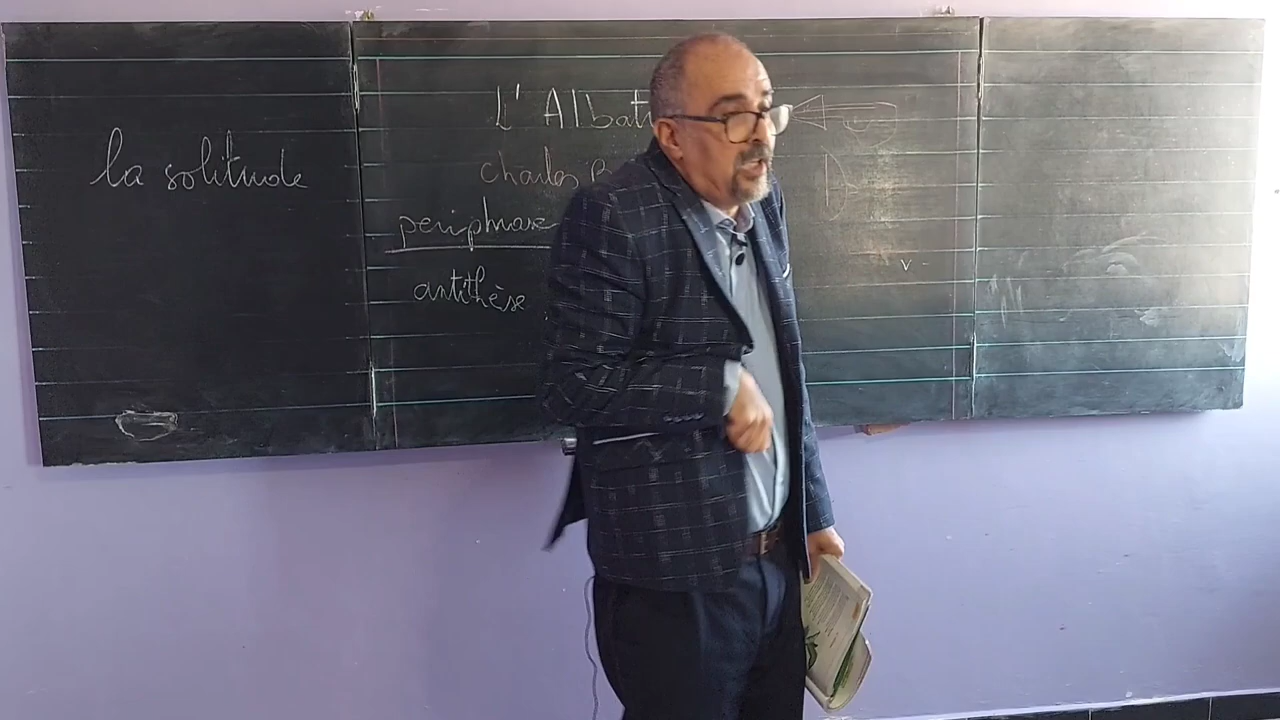 la solitude
L'Albat
Charles B
periphrase
antithèse